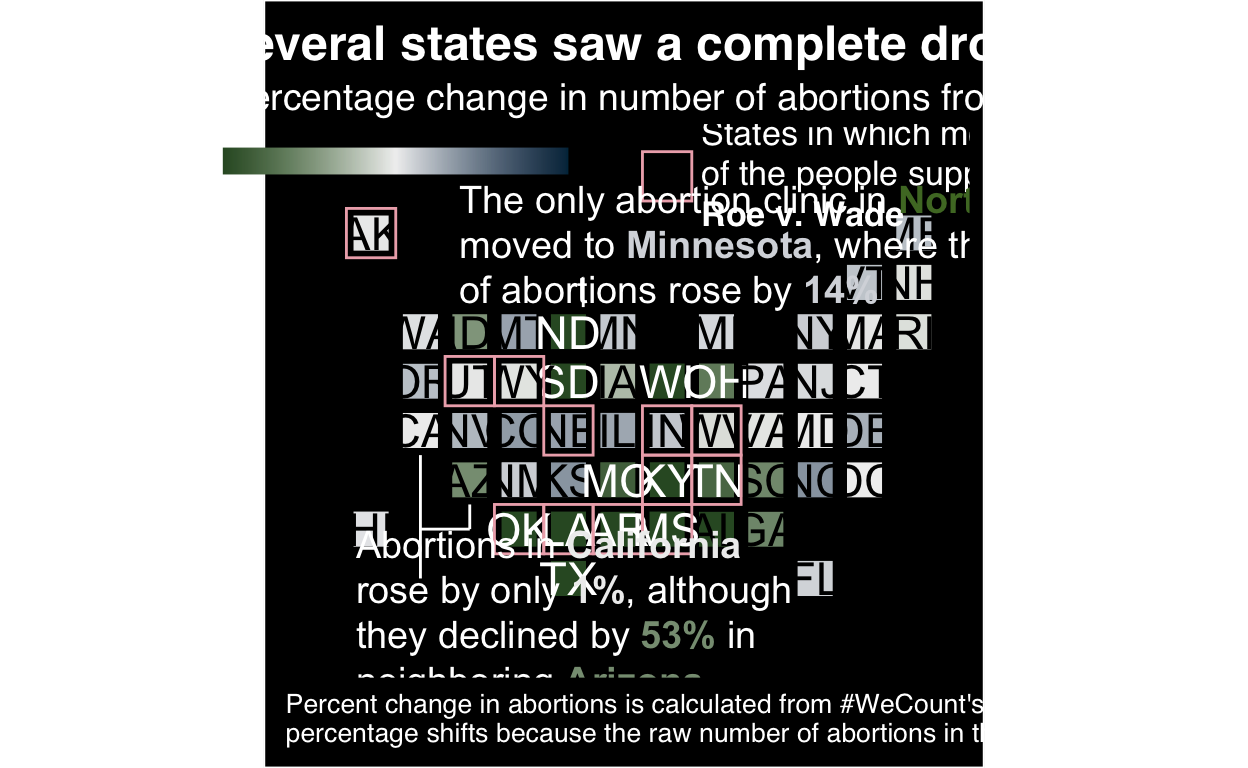 everal states saw a complete dro
ercentage change in number of abortions fro
States in which m
of the people supp
Roe v. Wade
The only abortion clinic in Nort
moved to Minnesota, where th
of abortions rise by 14%
AK
ME
VT NH
WA ID MT ND MN MI NY MA RI
OR UT WY SD IA WI OH PA NJ CT
CA NV CO NE IL IN WV VA MD DE
AZ NM KS MO KY TN SC NC DC
HI OK LA AR MS AL GA
TX FL
Abortions in California
rose by only 1%, although
they declined by 53% in
neighboring Arizona
Percent change in abortions is calculated from #WeCount's
percentage shifts because the raw number of abortions in th